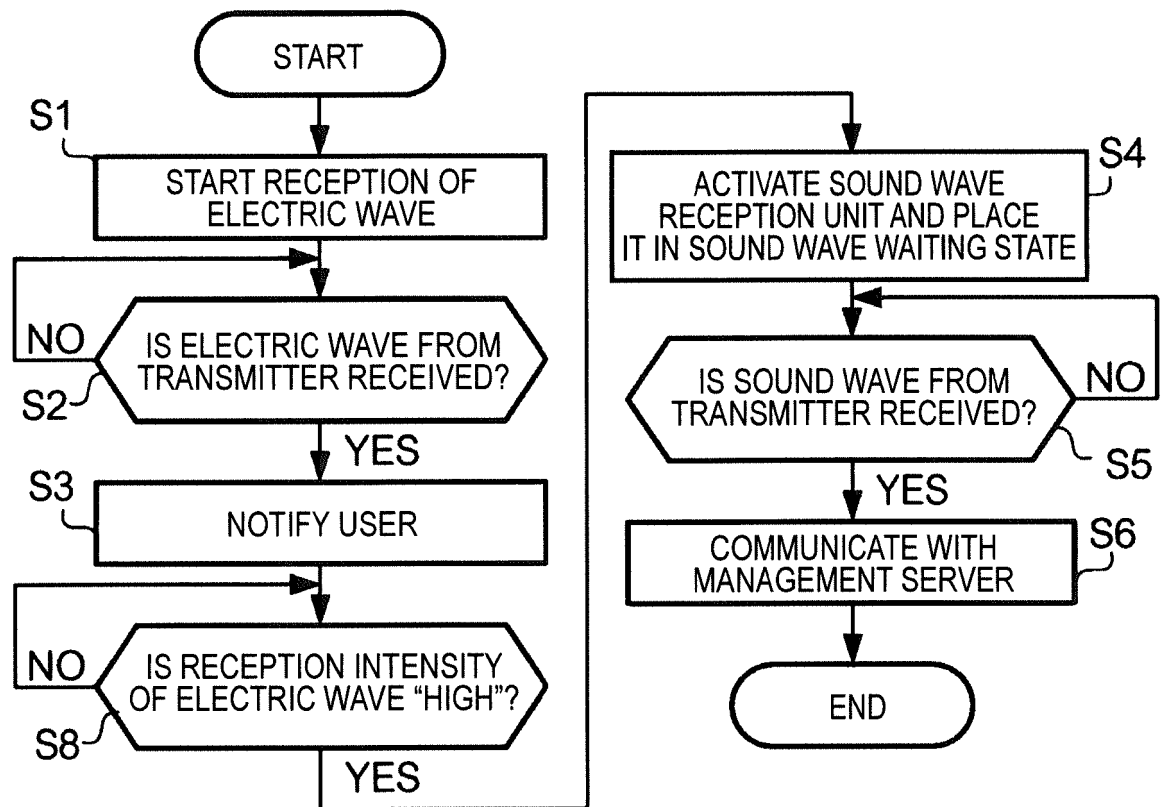 START
S1
START RECEPTION OF
ELECTRIC WAVE
NO
IS ELECTRIC WAVE FROM
TRANSMITTER RECEIVED?
S2
YES
S3
NOTIFY USER
NO
IS RECEPTION INTENSITY
OF ELECTRIC WAVE “HIGH”?
S8
YES
S4
ACTIVATE SOUND WAVE
RECEPTION UNIT AND PLACE
IT IN SOUND WAVE WAITING STATE
IS SOUND WAVE FROM
TRANSMITTER RECEIVED?
NO
S5
YES
S6
COMMUNICATE WITH
MANAGEMENT SERVER
END